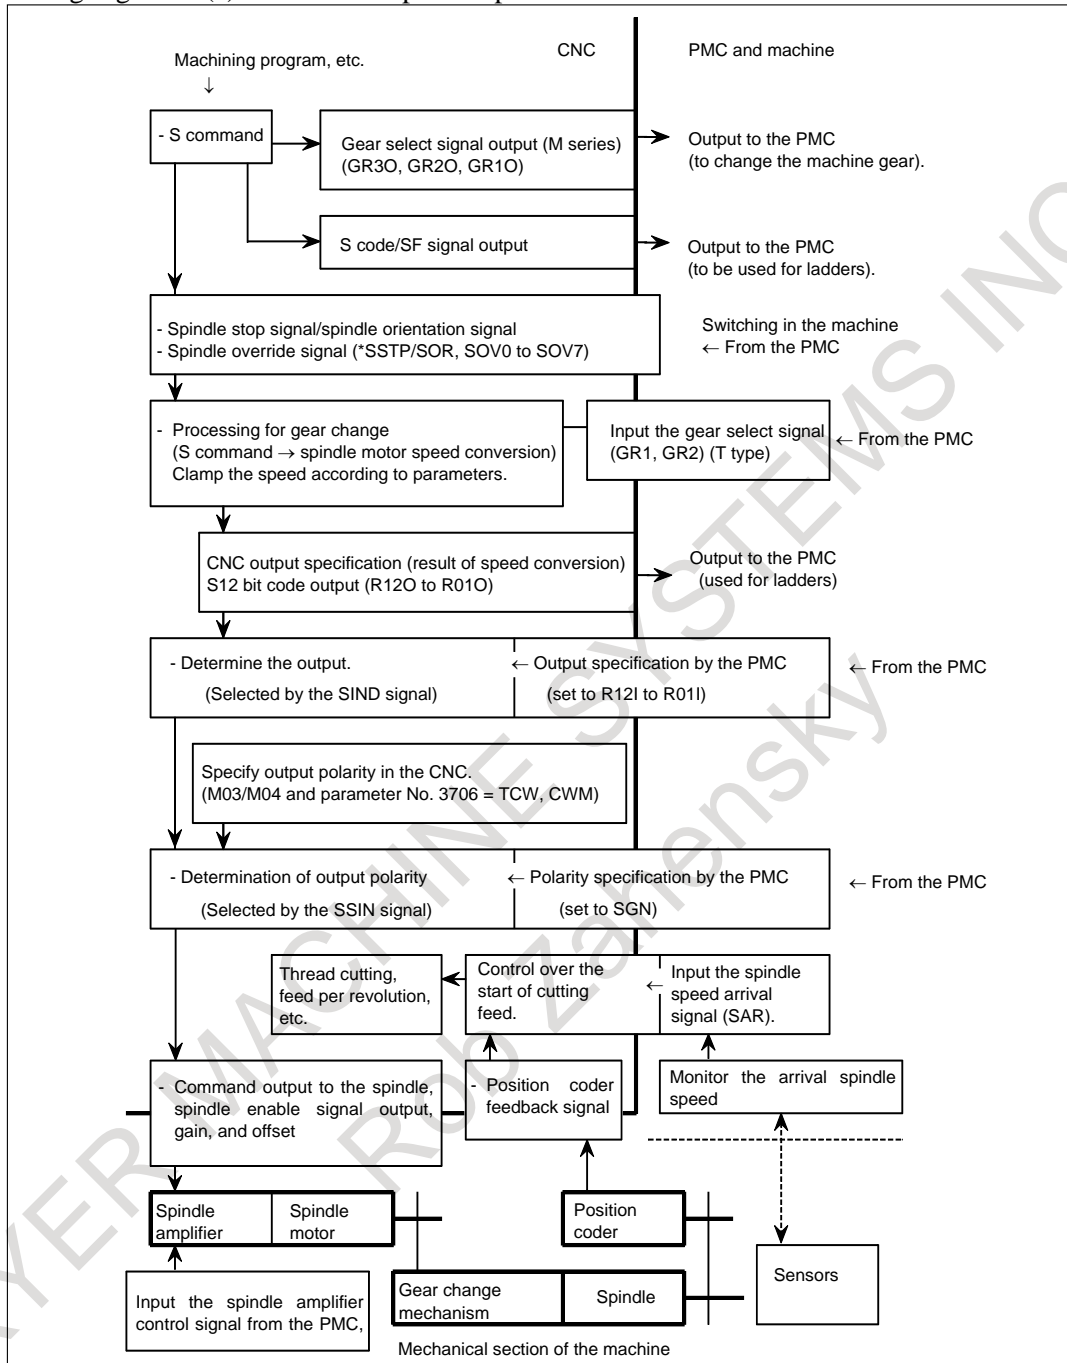 CNC
PMC and machine
Machining program, etc.
↓
- S command
Gear select signal output (M series)
(GR3O, GR2O, GR1O)
Output to the PMC
(to change the machine gear).
S code/SF signal output
Output to the PMC
(to be used for ladders).
- Spindle stop signal/spindle orientation signal
- Spindle override signal (*SSTP/SOR, SOV0 to SOV7)
Switching in the machine
← From the PMC
- Processing for gear change
(S command → spindle motor speed conversion)
Clamp the speed according to parameters.
Input the gear select signal
(GR1, GR2) (T type)
← From the PMC
CNC output specification (result of speed conversion)
S12 bit code output (R12O to R01O)
Output to the PMC
(used for ladders)
- Determine the output.
(Selected by the SIND signal)
← Output specification by the PMC
(set to R12I to R01I)
← From the PMC
Specify output polarity in the CNC.
(M03/M04 and parameter No. 3706 = TCW, CWM)
- Determination of output polarity
(Selected by the SSIN signal)
← Polarity specification by the PMC
(set to SGN)
← From the PMC
Thread cutting,
feed per revolution,
etc.
Control over the
start of cutting
feed.
← Input the spindle
speed arrival
signal (SAR).
- Command output to the spindle,
spindle enable signal output,
gain, and offset
- Position coder
feedback signal
Monitor the arrival spindle
speed
Spindle
amplifier
Spindle
motor
Position
coder
Sensors
Input the spindle amplifier
control signal from the PMC,
Gear change
mechanism
Spindle
Mechanical section of the machine
YER MACHINE SYSTEMS INC
Rob Zahensky